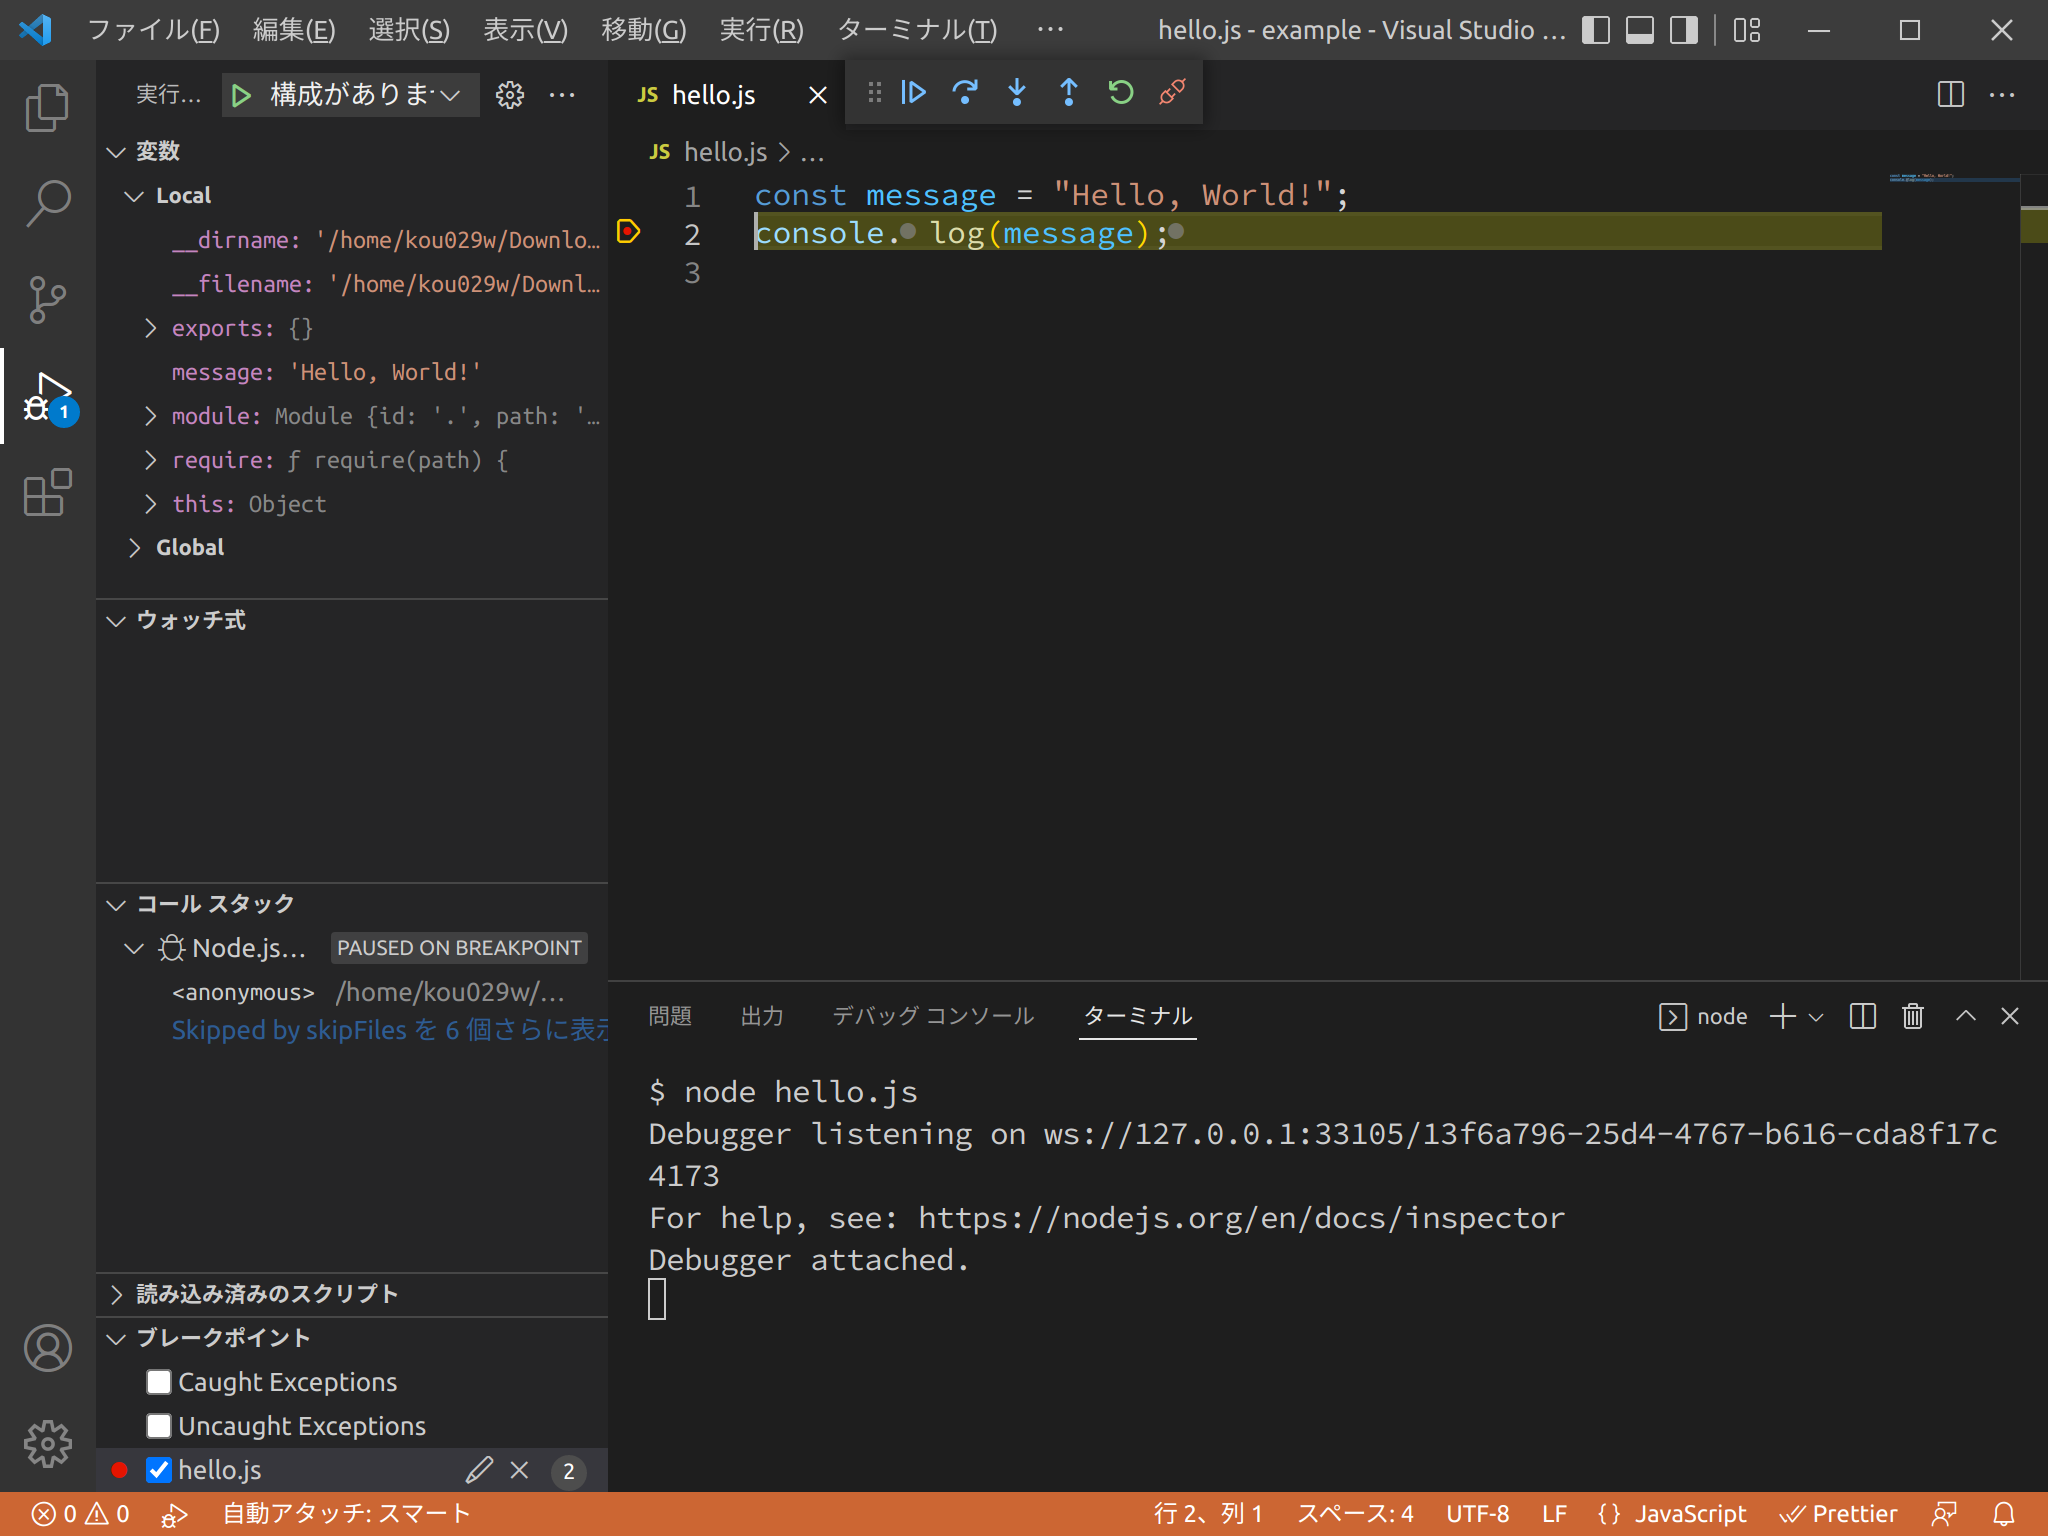 ファイル(F) 編集(E) 選択(S) 表示(V) 移動(G) 実行(R) ターミナル(T) ··· hello.js - example - Visual Studio …
実行… 構成がありま ···
変数
Local
__dirname: '/home/kou029w/Downlo…
__filename: '/home/kou029w/Downl…
exports: {}
message: 'Hello, World!'
module: Module {id: '.', path: '…
require: ƒ require(path) {
this: Object
Global
ウォッチ式
コール スタック
Node.js… PAUSED ON BREAKPOINT
<anonymous> /home/kou029w/…
Skipped by skipFiles を 6 個さらに表示
読み込み済みのスクリプト
ブレークポイント
Caught Exceptions
Uncaught Exceptions
hello.js 2
1
JS hello.js
JS hello.js > …
1 const message = "Hello, World!";
2 console. log(message);
3
問題 出力 デバッグ コンソール ターミナル node
$ node hello.js
Debugger listening on ws://127.0.0.1:33105/13f6a796-25d4-4767-b616-cda8f17c
4173
For help, see: https://nodejs.org/en/docs/inspector
Debugger attached.
0 0 自動アタッチ: スマート 行 2、列 1 スペース: 4 UTF-8 LF {} JavaScript Prettier